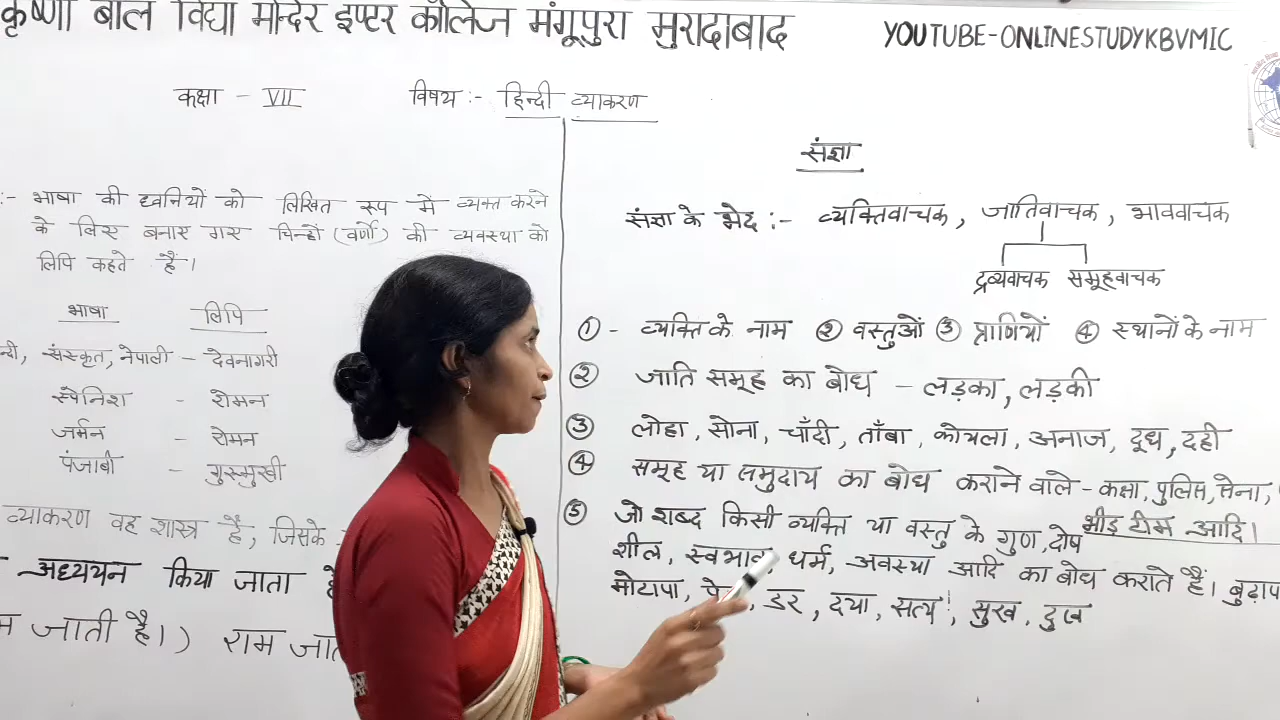 कृष्णा बाल विद्या मन्दिर इण्टर कॉलेज मंगूपुरा मुरादाबाद
YOUTUBE-ONLINESTUDYKBVMIC
कक्षा - VII
विषय :- हिन्दी व्याकरण
:- भाषा की ध्वनियों को लिखित रूप में व्यक्त करने
के लिए बनाए गए चिन्हों (वर्णों) की व्यवस्था को
लिपि कहते हैं।
भाषा लिपि
संस्कृत, नेपाली - देवनागरी
स्पेनिश - रोमन
जर्मन - रोमन
पंजाबी - गुरुमुखी
व्याकरण वह शास्त्र है, जिसके
अध्ययन किया जाता
जाती है।) राम
संज्ञा
संज्ञा के भेद :- व्यक्तिवाचक, जातिवाचक, भाववाचक
द्रव्यवाचक समूहवाचक
① - व्यक्ति के नाम ② वस्तुओं ③ प्राणियों ④ स्थानों के नाम
② जाति समूह का बोध - लड़का, लड़की
③ लोहा, सोना, चाँदी, ताँबा, कोयला, अनाज, दूध, दही
④ समूह या समुदाय का बोध कराने वाले - कक्षा, पुलिस, सेना,
भीड़ टीम आदि।
⑤ जो शब्द किसी व्यक्ति या वस्तु के गुण, दोष
शील, स्वभाव, धर्म, अवस्था आदि का बोध कराते हैं।
मोटापा, डर, दया, सत्य, सुख, दुख